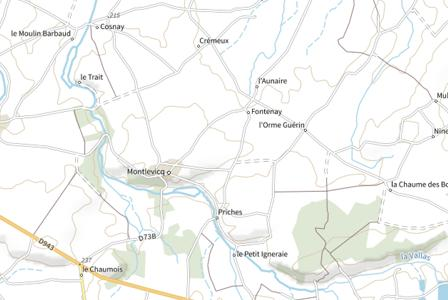 215
Cosnay
le Moulin Barbaud
Crémeux
le Trait
l'Aunaire
Fontenay
l'Orme Guérin
Montlevicq
la Chaume des Bo
Priches
D943
D73B
le Petit Igneraie
la Vallas
237
le Chaumois